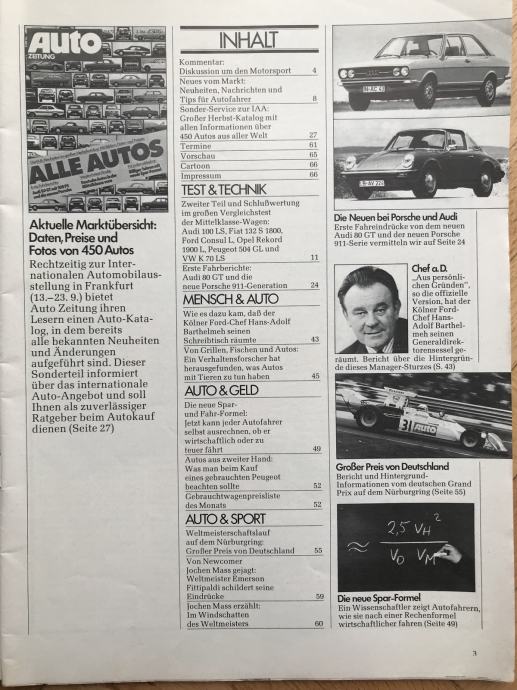 Auto
ZEITUNG
ALLE AUTOS
Aktuelle Marktübersicht:
Daten, Preise und
Fotos von 450 Autos
Rechtzeitig zur Inter-
nationalen Automobilaus-
stellung in Frankfurt
(13.–23. 9.) bietet
Auto Zeitung ihren
Lesern einen Auto-Kata-
log, in dem bereits
alle bekannten Neuheiten
und Änderungen
aufgeführt sind. Dieser
Sonderteil informiert
über das internationale
Auto-Angebot und soll
Ihnen als zuverlässiger
Ratgeber beim Autokauf
dienen (Seite 27)
INHALT
Kommentar:
Diskussion um den Motorsport 4
Neues vom Markt:
Neuheiten, Nachrichten und
Tips für Autofahrer 8
Sonder-Service zur IAA:
Großer Herbst-Katalog mit
allen Informationen über
450 Autos aus aller Welt 27
Termine 61
Vorschau 65
Cartoon 66
Impressum 66
TEST & TECHNIK
Zweiter Teil und Schlußwertung
im großen Vergleichstest
der Mittelklasse-Wagen:
Audi 100 LS, Fiat 132 S 1800,
Ford Consul L, Opel Rekord
1900 L, Peugeot 504 GL und
VW K 70 LS 11
Erste Fahrberichte:
Audi 80 GT und die
neue Porsche 911-Generation 24
MENSCH & AUTO
Wie es dazu kam, daß der
Kölner Ford-Chef Hans-Adolf
Barthelmeh seinen
Schreibtisch räumte 43
Von Grillen, Fischen und Autos:
Ein Verhaltensforscher hat
herausgefunden, was Autos
mit Tieren zu tun haben 45
AUTO & GELD
Die neue Spar-
und Fahr-Formel:
Jetzt kann jeder Autofahrer
selbst ausrechnen, ob er
wirtschaftlich oder zu
teuer fährt 49
Autos aus zweiter Hand:
Was man beim Kauf
eines gebrauchten Peugeot
beachten sollte 52
Gebrauchtwagenpreisliste
des Monats 52
AUTO & SPORT
Weltmeisterschaftslauf
auf dem Nürburgring:
Großer Preis von Deutschland 55
Von Newcomer
Jochen Mass gejagt:
Weltmeister Emerson
Fittipaldi schildert seine
Eindrücke 59
Jochen Mass erzählt:
Im Windschatten
des Weltmeisters 60
Die Neuen bei Porsche und Audi
Erste Fahreindrücke von dem neuen
Audi 80 GT und der neuen Porsche
911-Serie vermitteln wir auf Seite 24
Chef a. D.
„Aus persönlichen
Gründen“,
so die offizielle
Version, hat der
Kölner Ford-
Chef Hans-
Adolf Barthel-
meh seinen
Generaldirek-
torensessel ge-
räumt. Bericht über die Hintergrün-
de dieses Manager-Sturzes (S. 43)
31
Auto
Großer Preis von Deutschland
Bericht und Hintergrund-
Informationen vom deutschen Grand
Prix auf dem Nürburgring (Seite 55)
≈ 2,5 VH²
VO VM
Die neue Spar-Formel
Ein Wissenschaftler zeigt Autofahrern,
wie sie nach einer Rechenformel
wirtschaftlicher fahren (Seite 49)
3